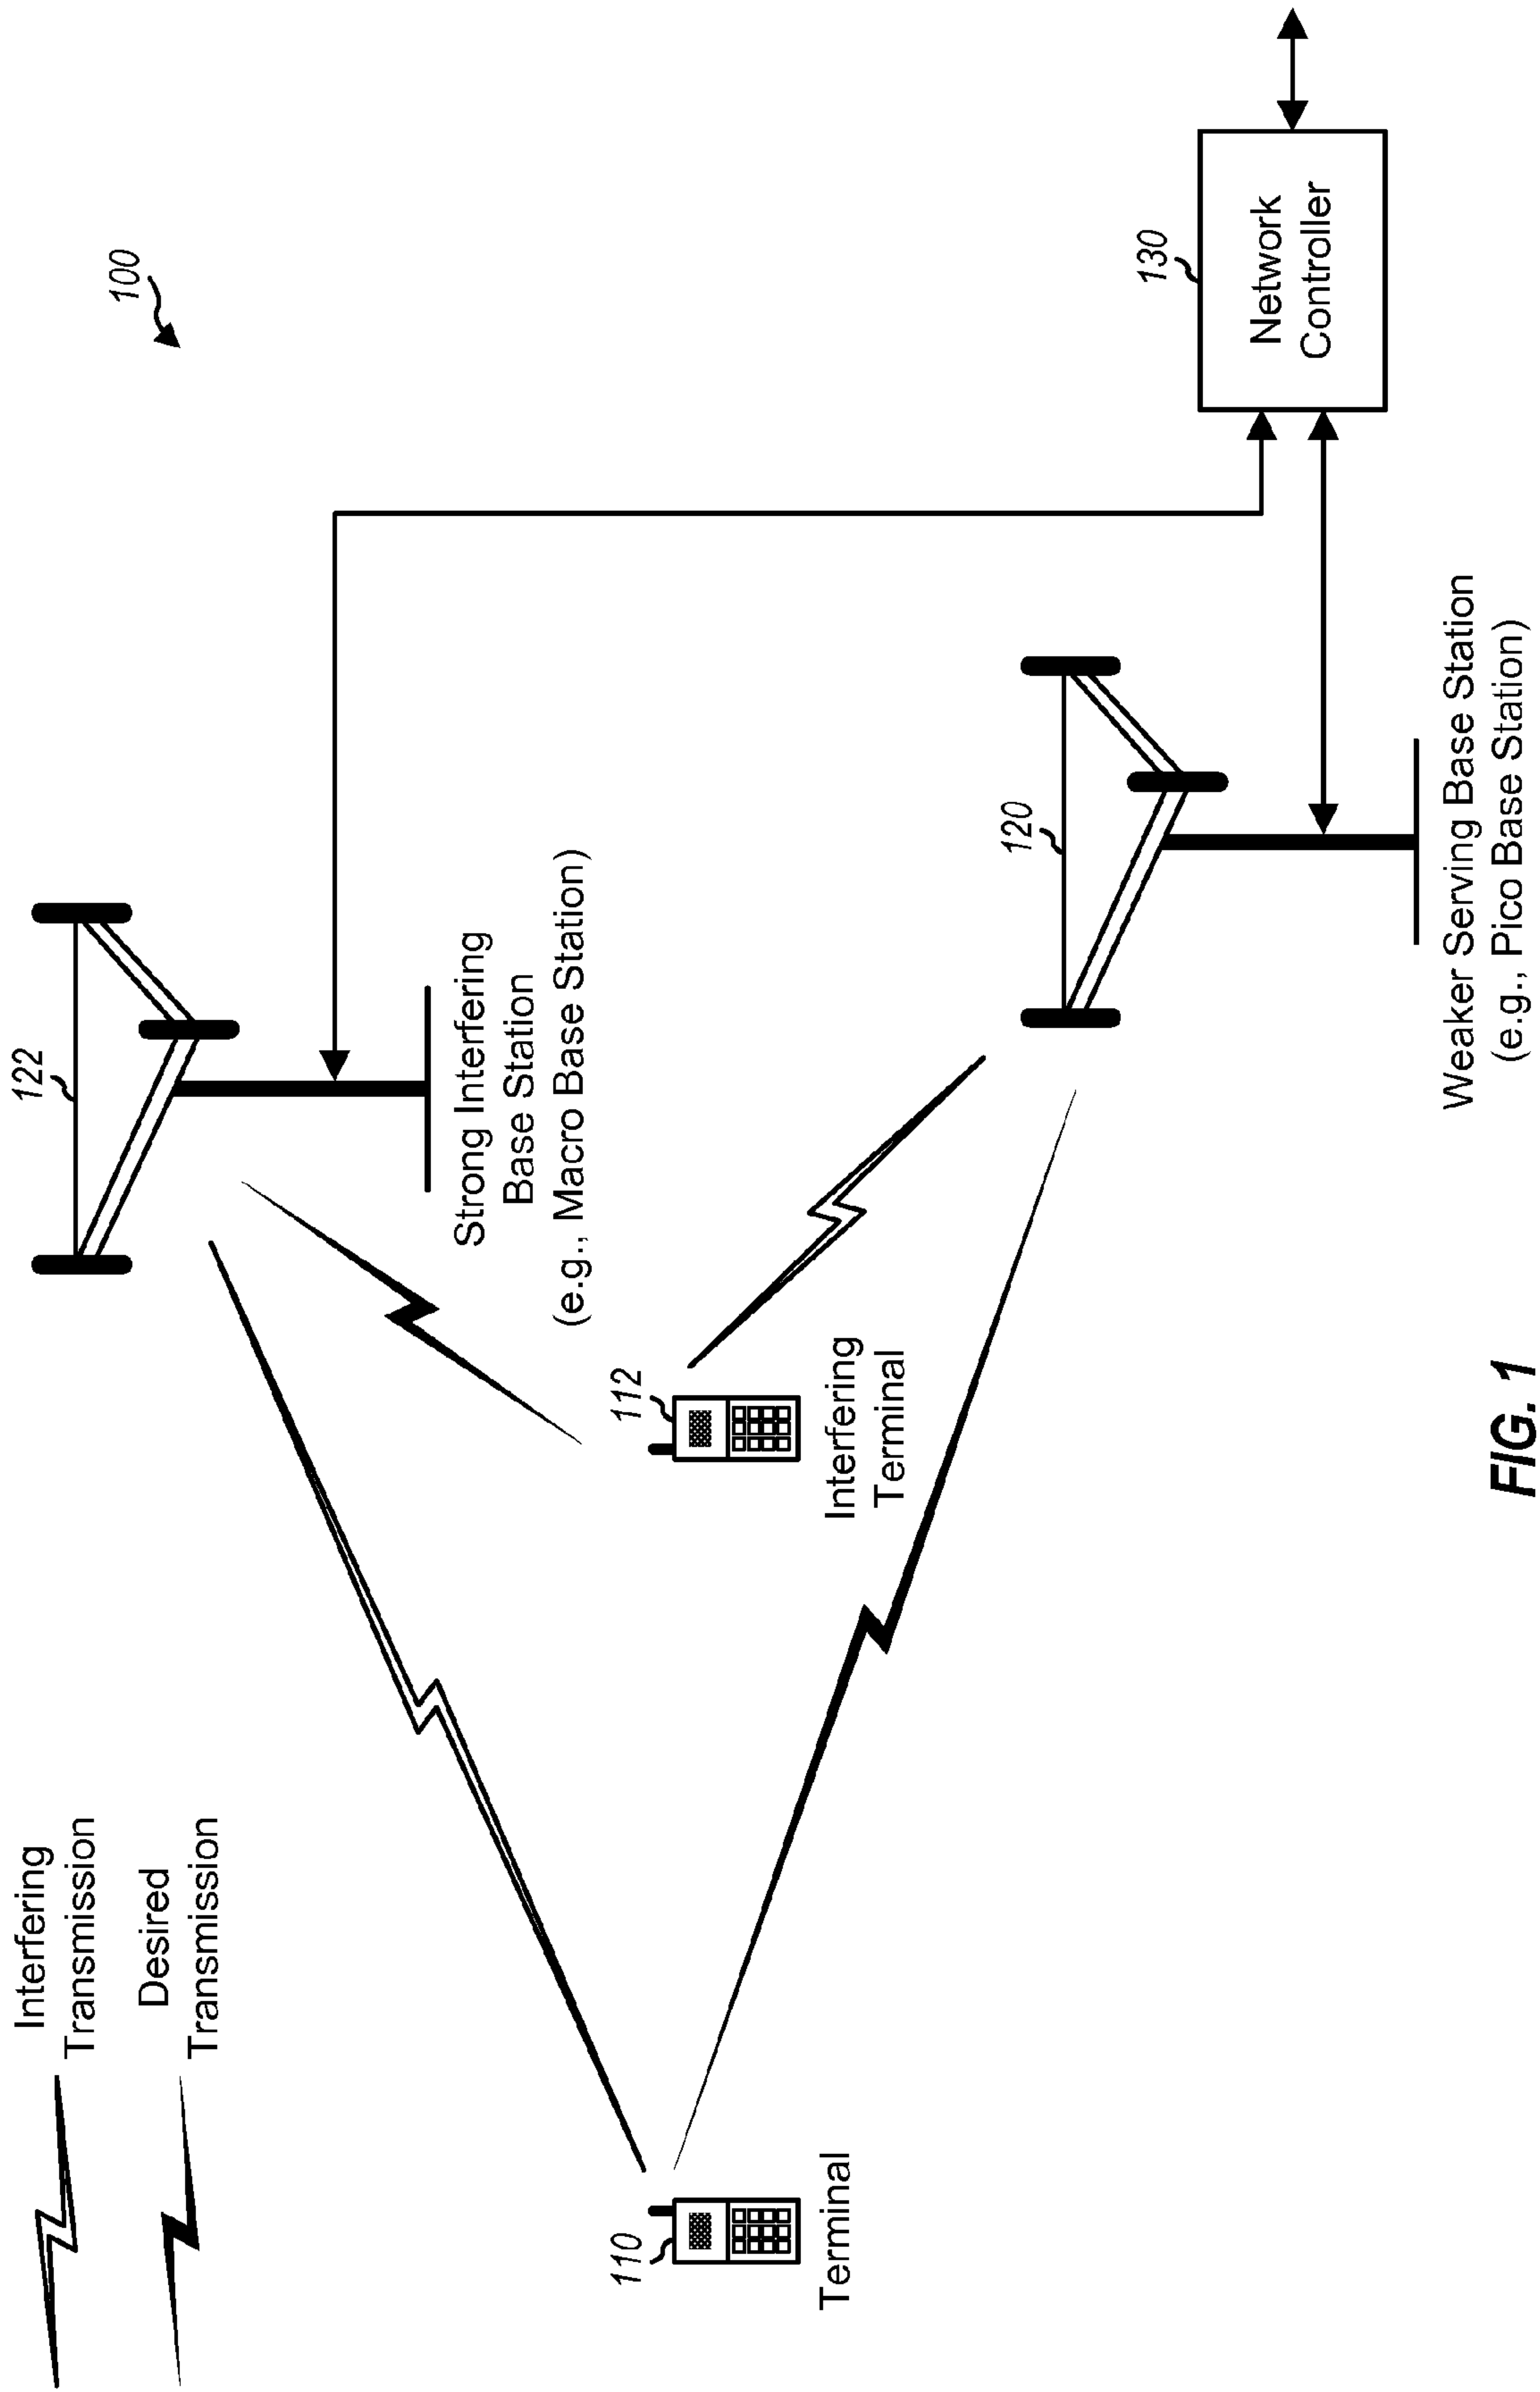 Interfering
Transmission
Desired
Transmission
100
122
Strong Interfering
Base Station
(e.g., Macro Base Station)
110
Terminal
112
Interfering
Terminal
120
Weaker Serving Base Station
(e.g., Pico Base Station)
130
Network
Controller
FIG. 1